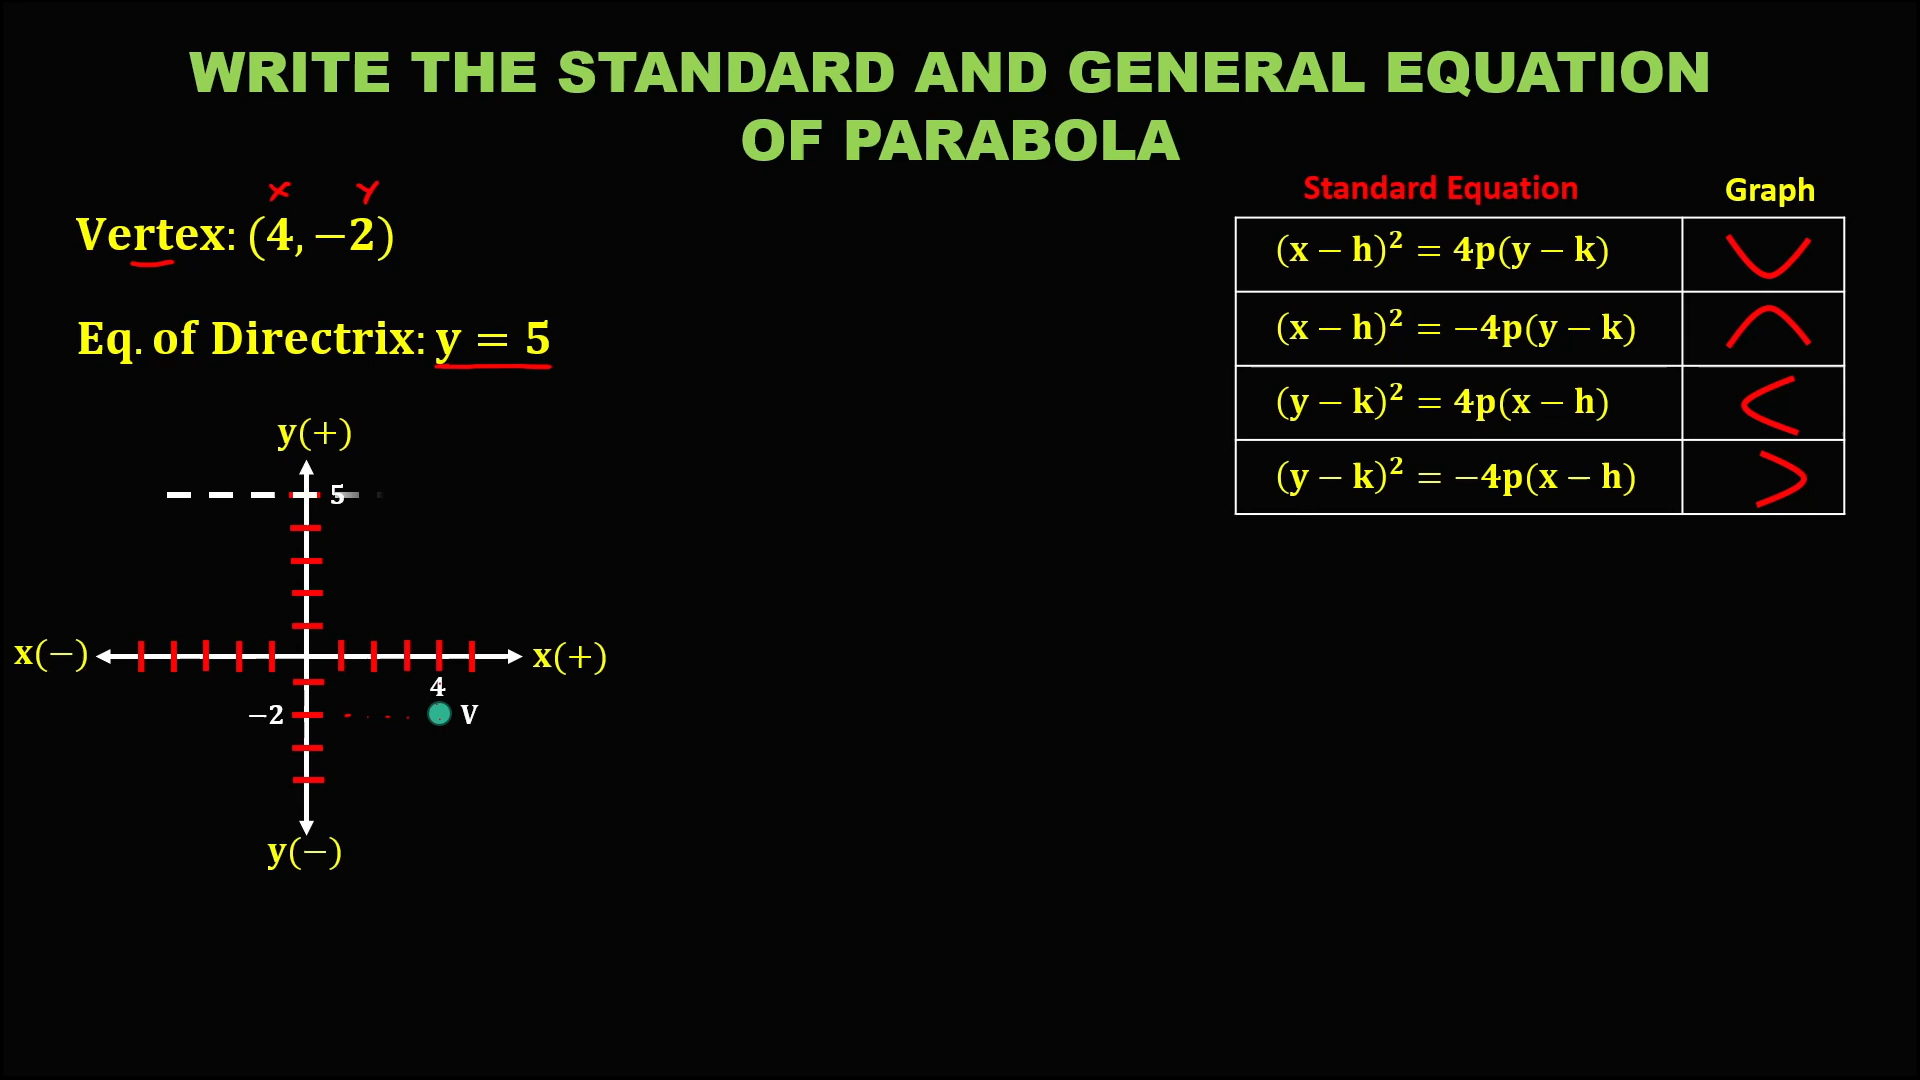 WRITE THE STANDARD AND GENERAL EQUATION
OF PARABOLA
x y
Vertex: (4, −2)
Eq. of Directrix: y = 5
Standard Equation Graph
(x − h)² = 4p(y − k)
(x − h)² = −4p(y − k)
(y − k)² = 4p(x − h)
(y − k)² = −4p(x − h)
y(+)
5
x(−) x(+)
4
−2 V
y(−)